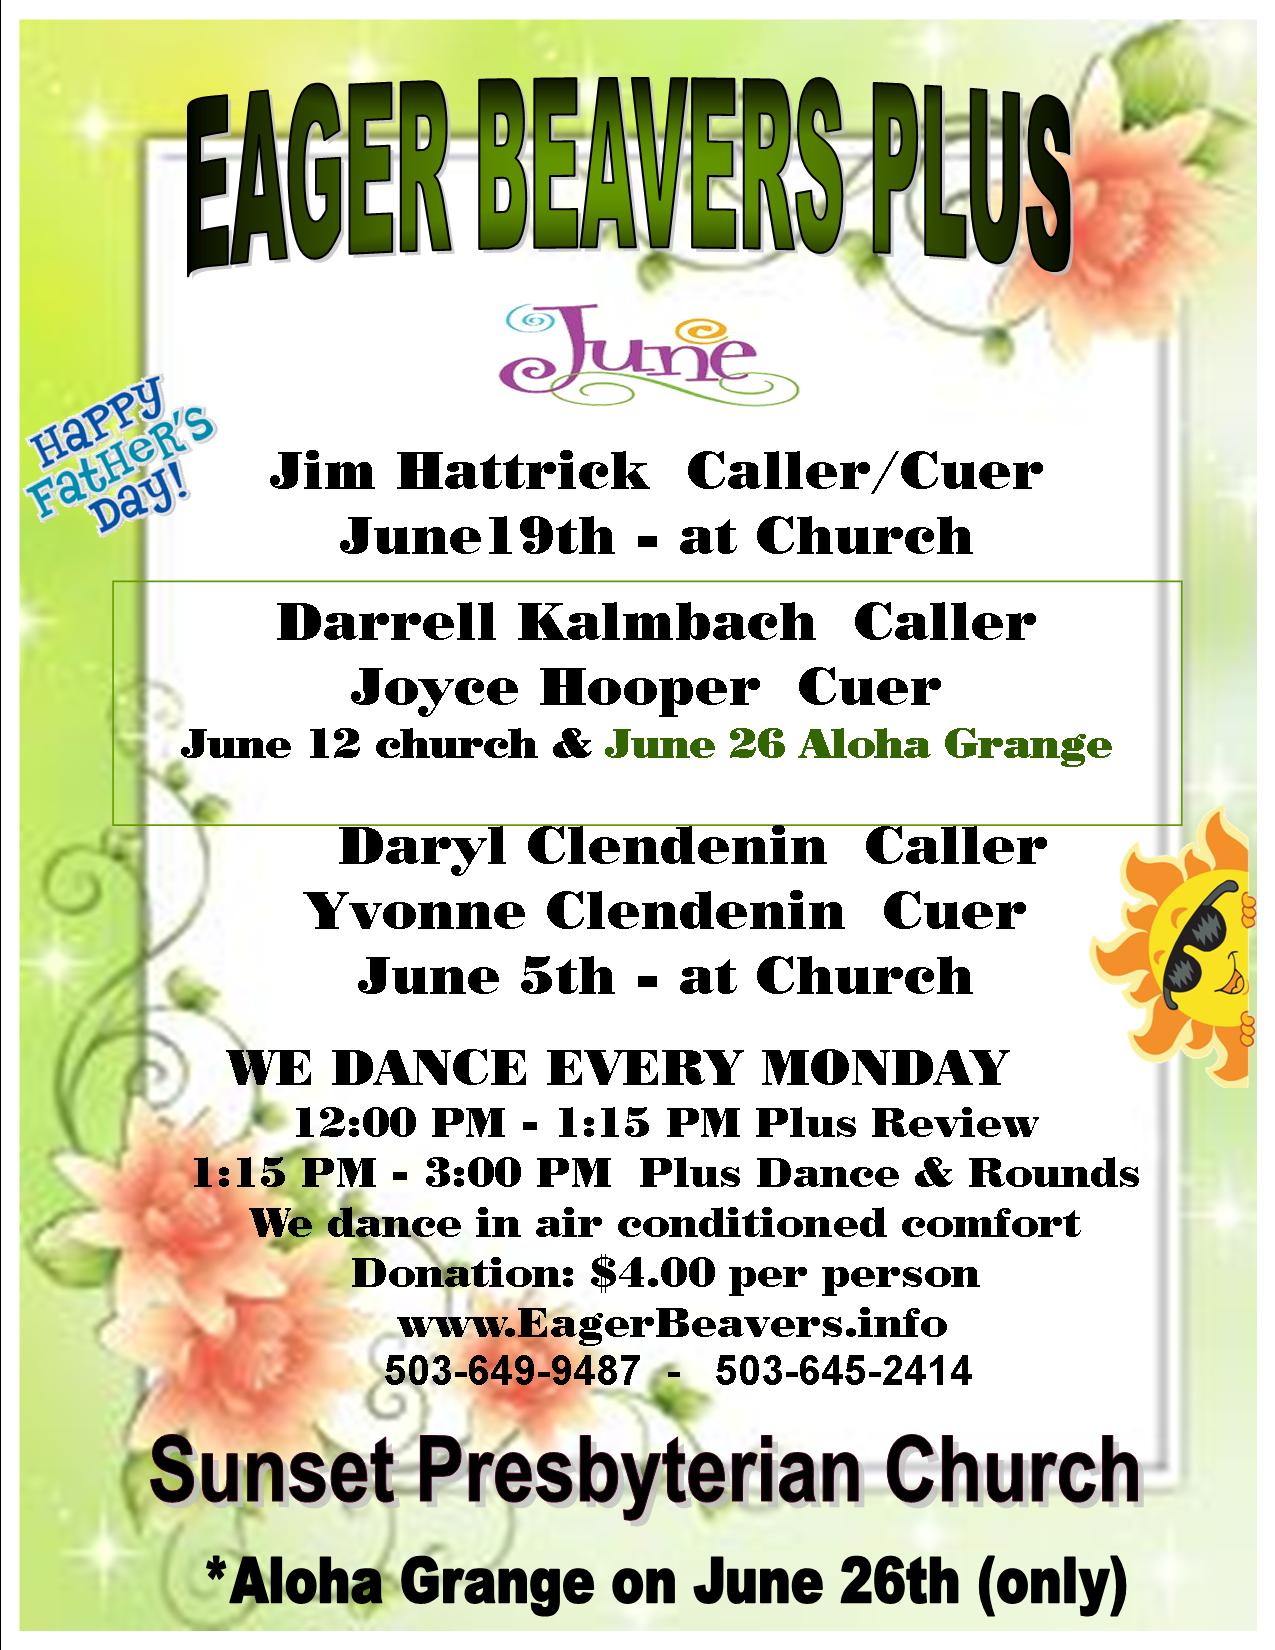 EAGER BEAVERS PLUS
June
HaPPY
FatHeR'S
Day!
Jim Hattrick Caller/Cuer
June19th - at Church
Darrell Kalmbach Caller
Joyce Hooper Cuer
June 12 church & June 26 Aloha Grange
Daryl Clendenin Caller
Yvonne Clendenin Cuer
June 5th - at Church
WE DANCE EVERY MONDAY
12:00 PM - 1:15 PM Plus Review
1:15 PM - 3:00 PM Plus Dance & Rounds
We dance in air conditioned comfort
Donation: $4.00 per person
www.EagerBeavers.info
503-649-9487 - 503-645-2414
Sunset Presbyterian Church
*Aloha Grange on June 26th (only)